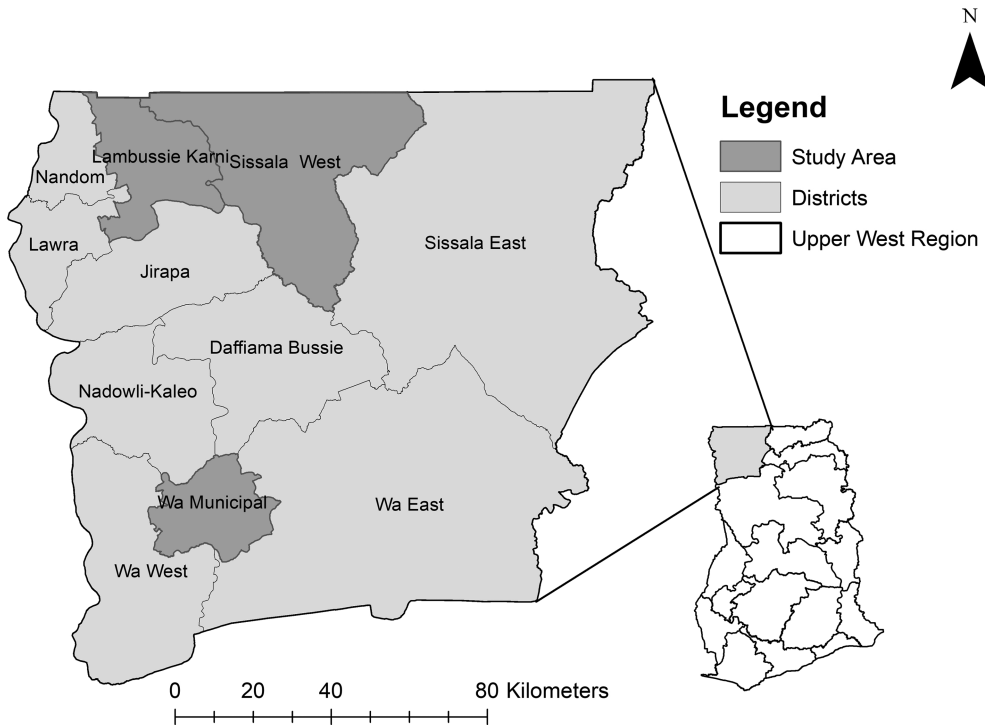 N
Legend
Study Area
Districts
Upper West Region
Lambussie Karni
Sissala West
Nandom
Lawra
Sissala East
Jirapa
Daffiama Bussie
Nadowli-Kaleo
Wa Municipal
Wa East
Wa West
0 20 40 80 Kilometers